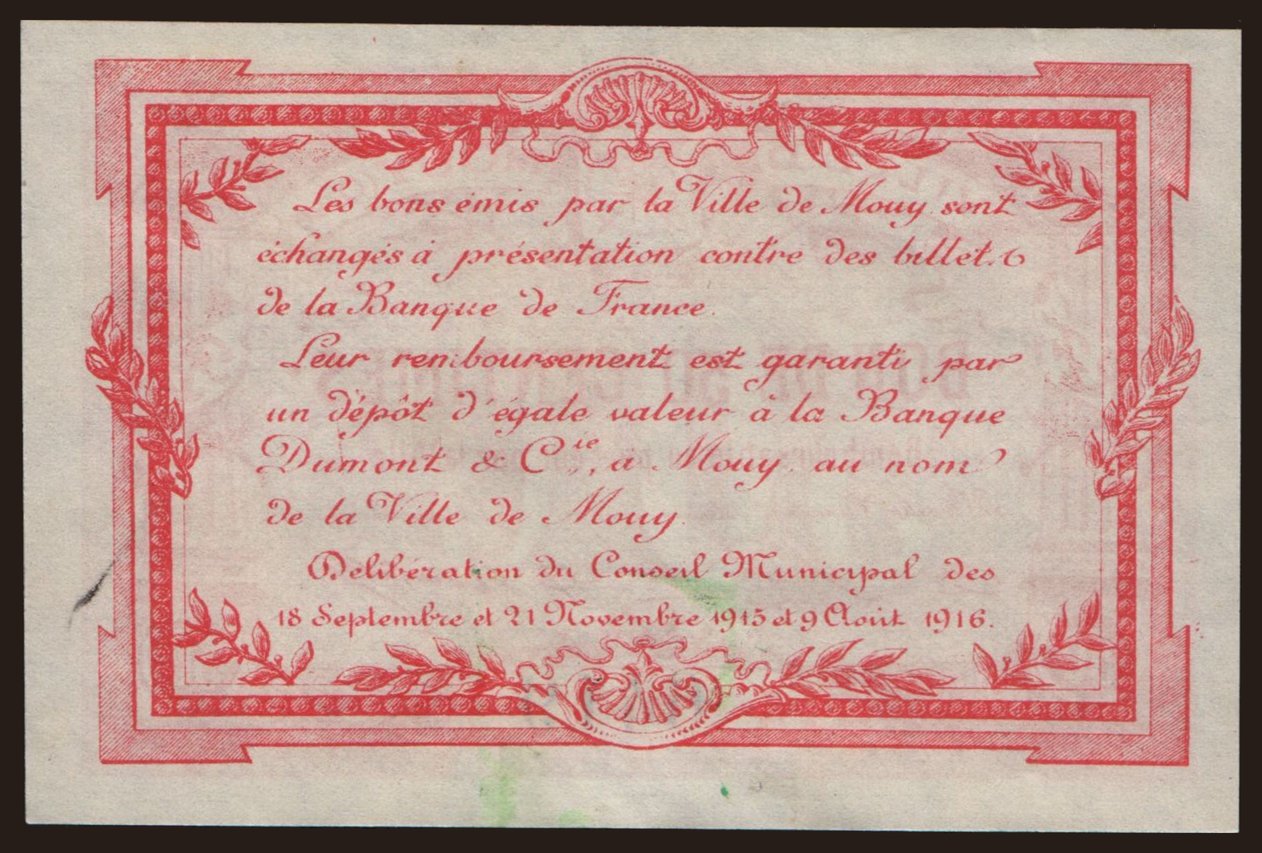 Les bons émis par la Ville de Mouy sont
échangés à présentation contre des billets
de la Banque de France.
Leur remboursement est garanti par
un dépôt d'égale valeur à la Banque
Dumont & Cie, à Mouy, au nom
de la Ville de Mouy.
Délibération du Conseil Municipal des
18 Septembre et 21 Novembre 1915 et 9 Août 1916.